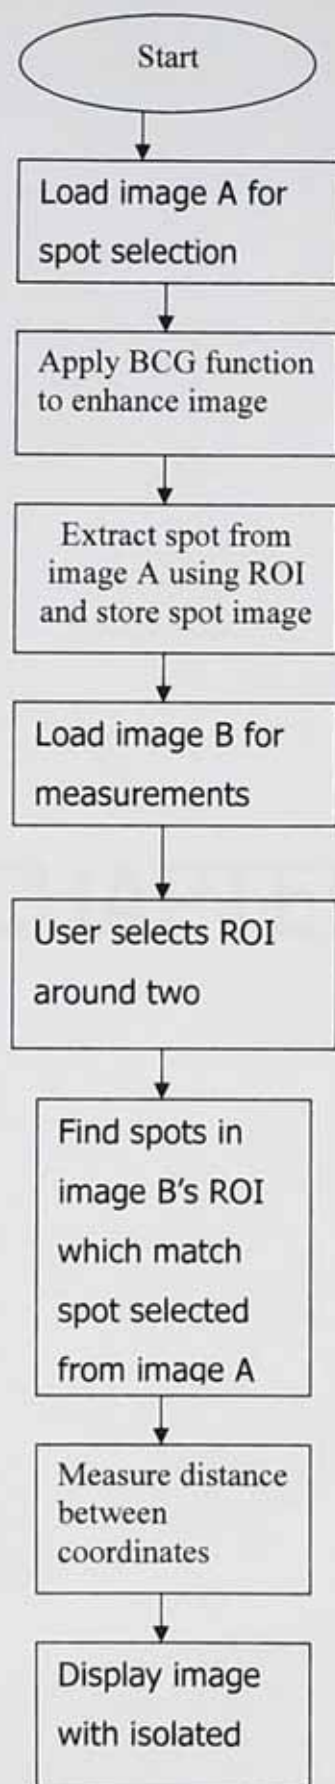 Start
Load image A for
spot selection
Apply BCG function
to enhance image
Extract spot from
image A using ROI
and store spot image
Load image B for
measurements
User selects ROI
around two
Find spots in
image B's ROI
which match
spot selected
from image A
Measure distance
between
coordinates
Display image
with isolated